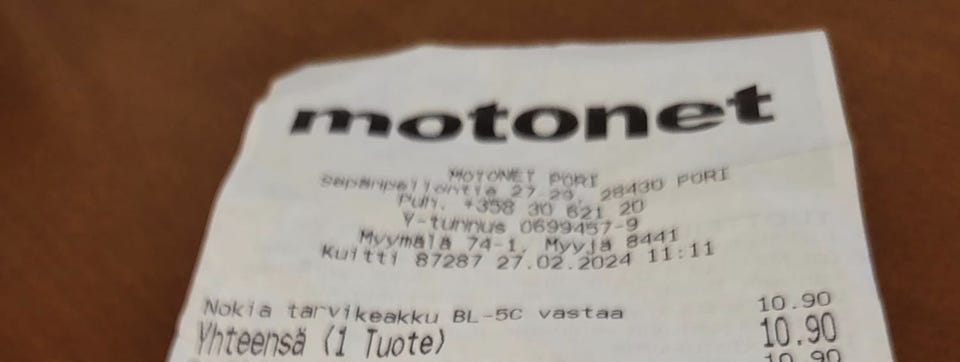 motonet
MOTONET PORI
Sepänpellontie 27-29, 28430 PORI
Puh. +358 30 621 20
Y-tunnus 0699457-9
Myymälä 74-1, Myyjä 8441
Kuitti 87287 27.02.2024 11:11
Nokia tarvikeakku BL-5C vastaa 10.90
Yhteensä (1 Tuote) 10.90
10.90